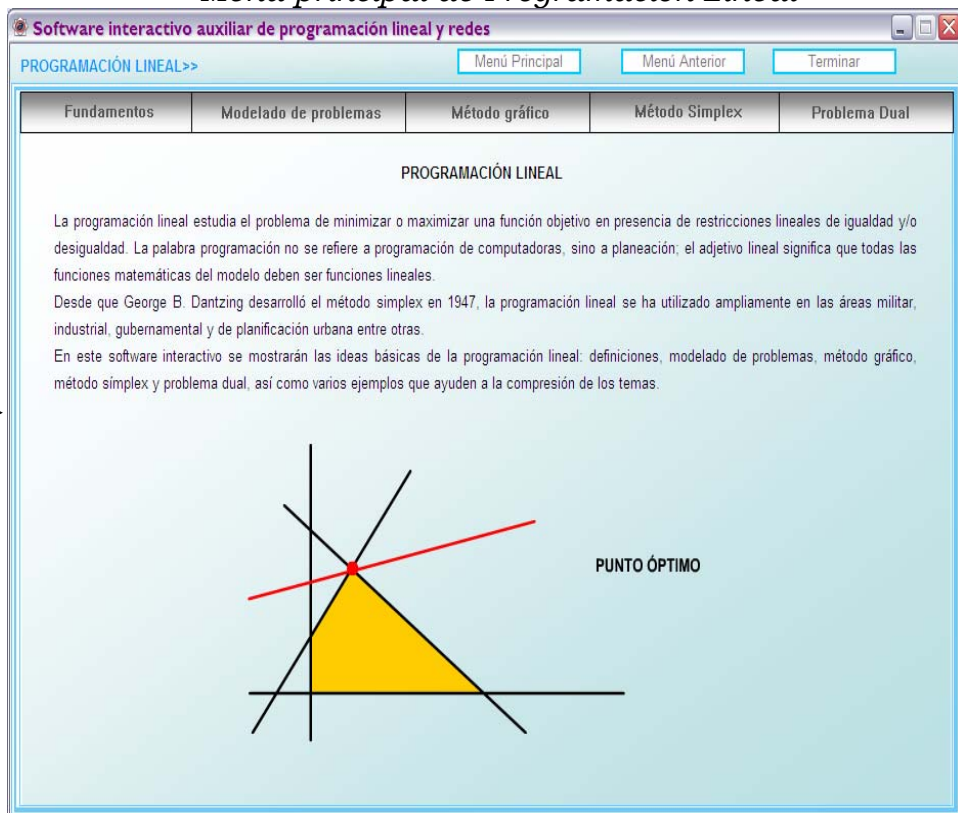 Menú principal de Programación Lineal
Software interactivo auxiliar de programación lineal y redes
PROGRAMACIÓN LINEAL>>
Menú Principal
Menú Anterior
Terminar
Fundamentos
Modelado de problemas
Método gráfico
Método Simplex
Problema Dual
PROGRAMACIÓN LINEAL
La programación lineal estudia el problema de minimizar o maximizar una función objetivo en presencia de restricciones lineales de igualdad y/o
desigualdad. La palabra programación no se refiere a programación de computadoras, sino a planeación; el adjetivo lineal significa que todas las
funciones matemáticas del modelo deben ser funciones lineales.
Desde que George B. Dantzing desarrolló el método simplex en 1947, la programación lineal se ha utilizado ampliamente en las áreas militar,
industrial, gubernamental y de planificación urbana entre otras.
En este software interactivo se mostrarán las ideas básicas de la programación lineal: definiciones, modelado de problemas, método gráfico,
método símplex y problema dual, así como varios ejemplos que ayuden a la compresión de los temas.
PUNTO ÓPTIMO